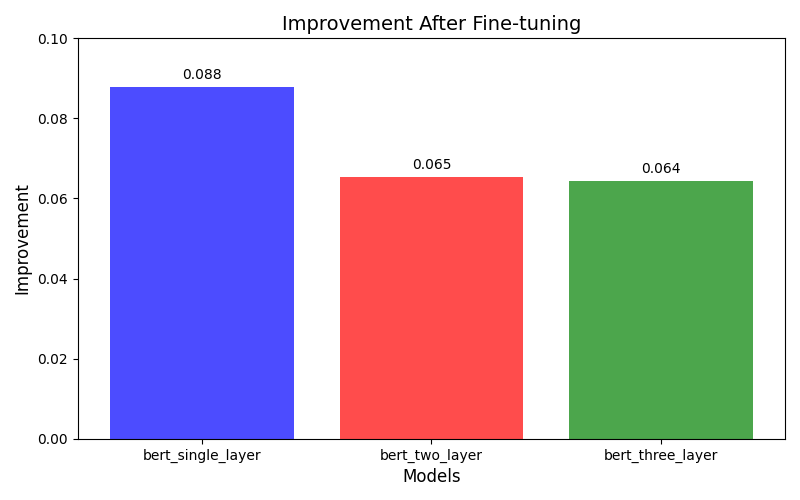 Improvement After Fine-tuning
0.10
0.08
0.06
0.04
0.02
0.00
Improvement
0.088
0.065
0.064
bert_single_layer
bert_two_layer
bert_three_layer
Models